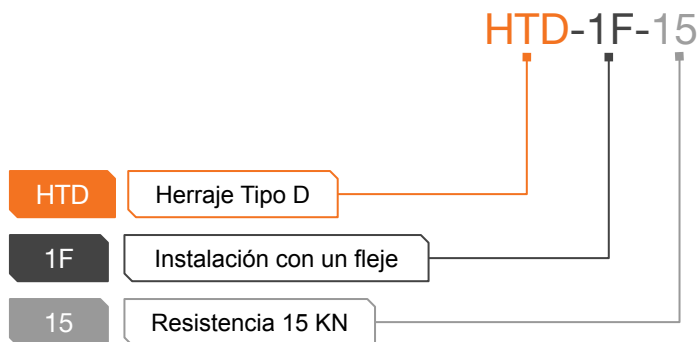 HTD-1F-15
HTD Herraje Tipo D
1F Instalación con un fleje
15 Resistencia 15 KN